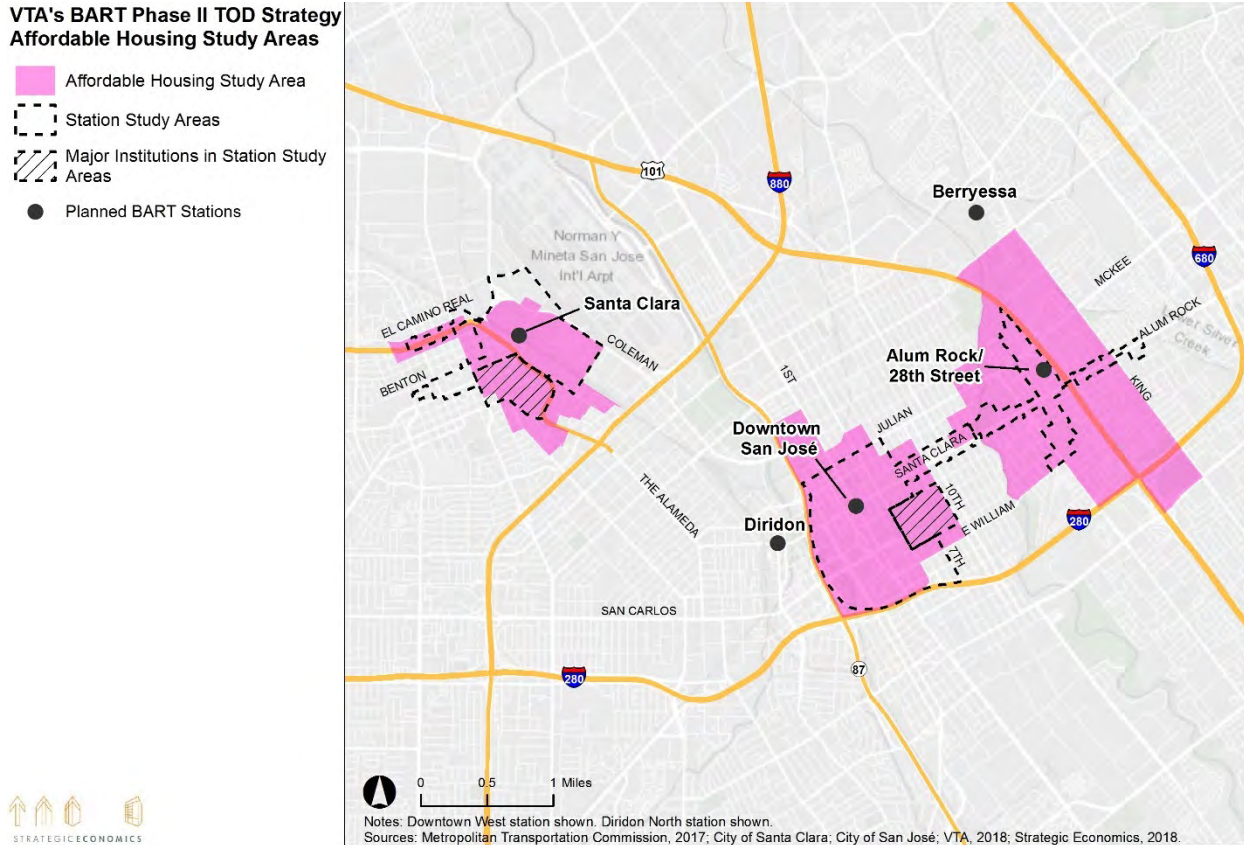 VTA's BART Phase II TOD Strategy
Affordable Housing Study Areas
Affordable Housing Study Area
Station Study Areas
Major Institutions in Station Study
Areas
Planned BART Stations
STRATEGICECONOMICS
101
880
Berryessa
680
Norman Y
Mineta San Jose
Int'l Arpt
MCKEE
EL CAMINO REAL
Santa Clara
ALUM ROCK
Creek
COLEMAN
BENTON
1ST
Alum Rock/
28th Street
KING
Downtown
San José
JULIAN
SANTA CLARA
10TH
THE ALAMEDA
E WILLIAM
280
Diridon
7TH
SAN CARLOS
280
87
0 0.5 1 Miles
Notes: Downtown West station shown. Diridon North station shown.
Sources: Metropolitan Transportation Commission, 2017; City of Santa Clara; City of San José; VTA, 2018; Strategic Economics, 2018.